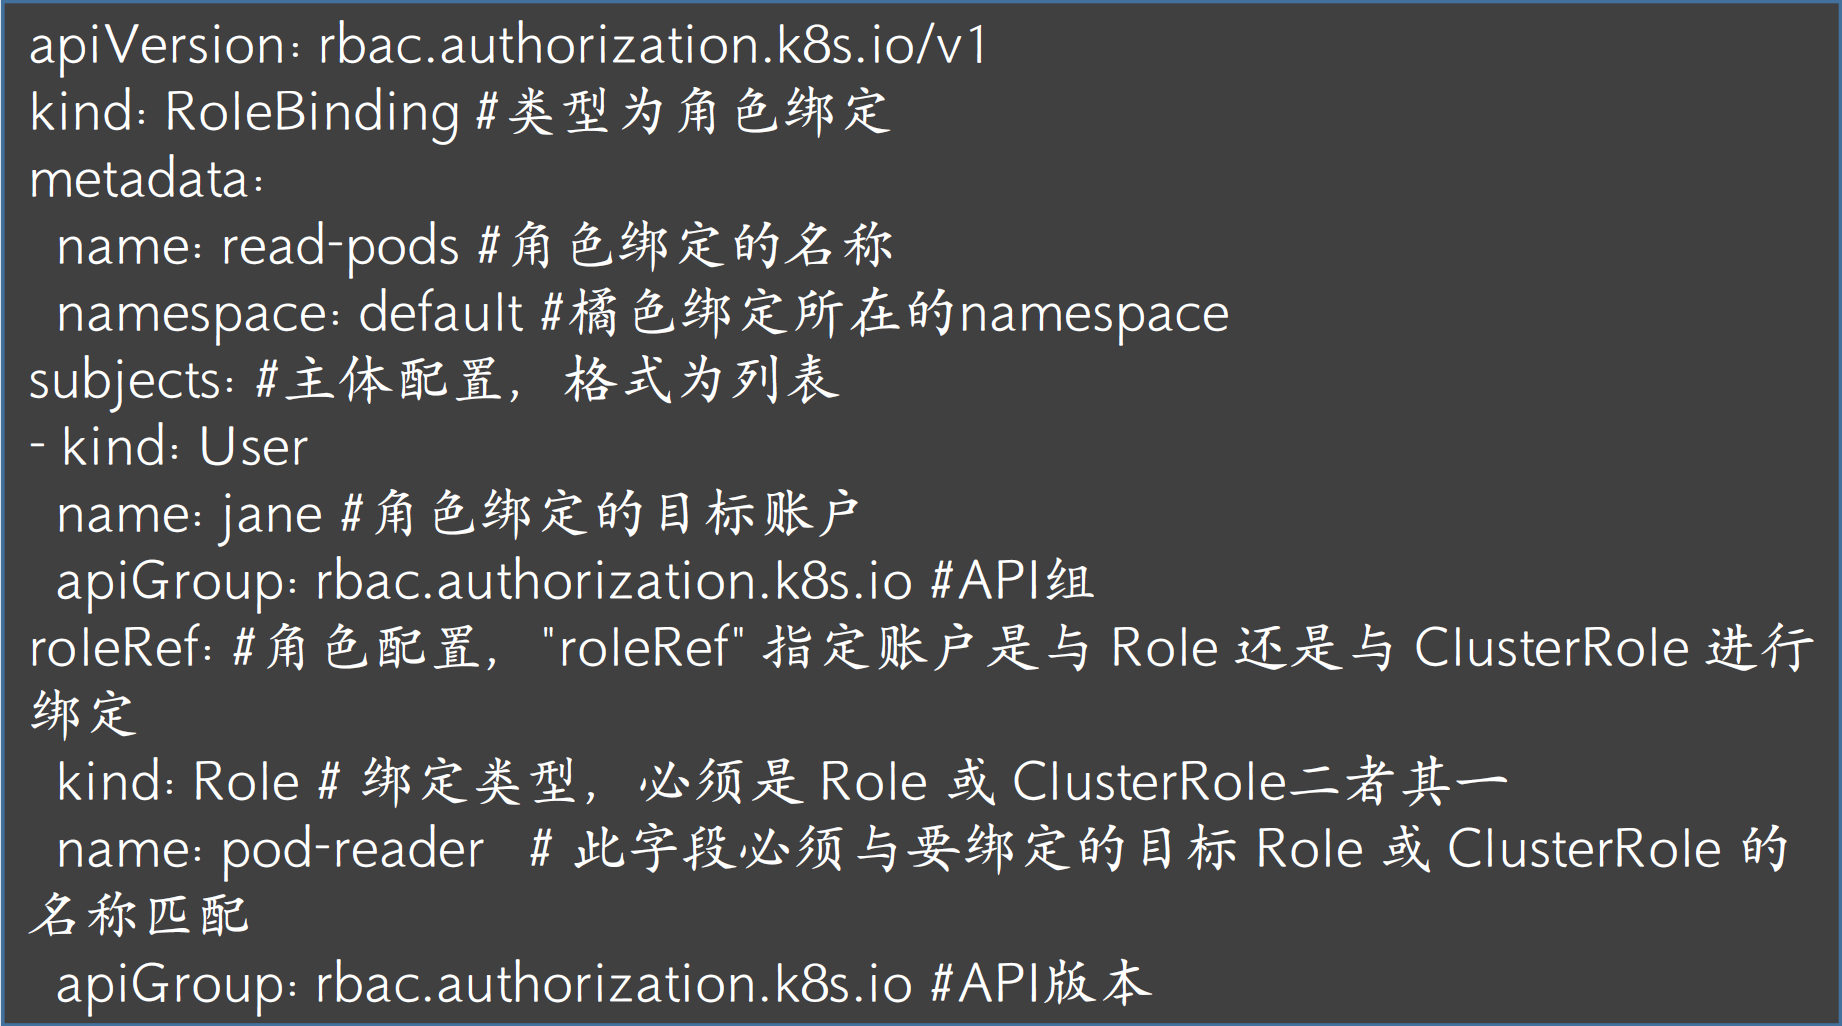 apiVersion: rbac.authorization.k8s.io/v1
kind: RoleBinding #类型为角色绑定
metadata:
  name: read-pods #角色绑定的名称
  namespace: default #橘色绑定所在的namespace
subjects: #主体配置，格式为列表
- kind: User
  name: jane #角色绑定的目标账户
  apiGroup: rbac.authorization.k8s.io #API组
roleRef: #角色配置， "roleRef" 指定账户是与 Role 还是与 ClusterRole 进行
绑定
  kind: Role # 绑定类型，必须是 Role 或 ClusterRole二者其一
  name: pod-reader   # 此字段必须与要绑定的目标 Role 或 ClusterRole 的
名称匹配
  apiGroup: rbac.authorization.k8s.io #API版本